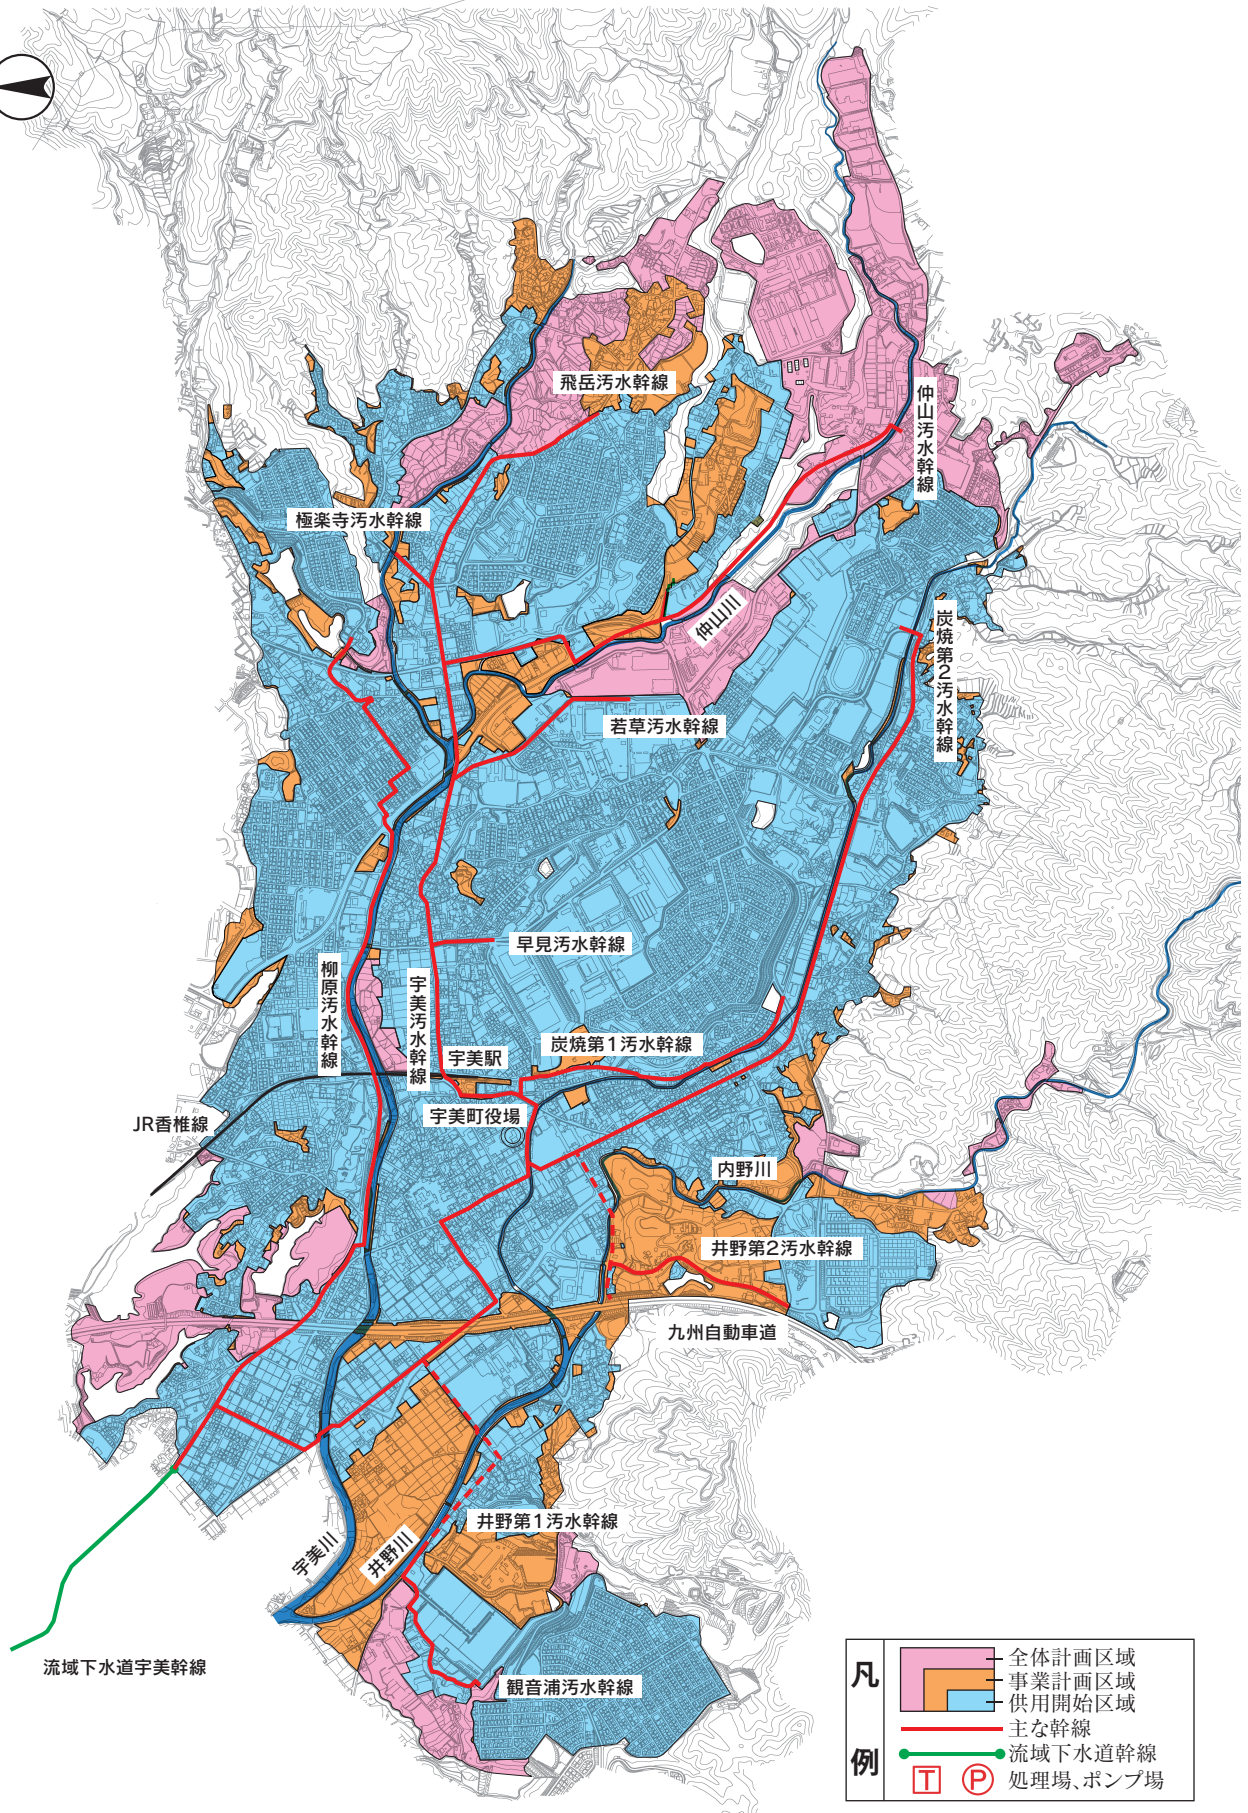 飛岳汚水幹線
仲山汚水幹線
極楽寺汚水幹線
仲山川
炭焼第2汚水幹線
若草汚水幹線
早見汚水幹線
柳原汚水幹線
宇美汚水幹線
炭焼第1汚水幹線
宇美駅
宇美町役場
JR香椎線
内野川
井野第2汚水幹線
九州自動車道
井野第1汚水幹線
宇美川
井野川
流域下水道宇美幹線
観音浦汚水幹線
凡例
全体計画区域
事業計画区域
供用開始区域
主な幹線
流域下水道幹線
T P 処理場、ポンプ場